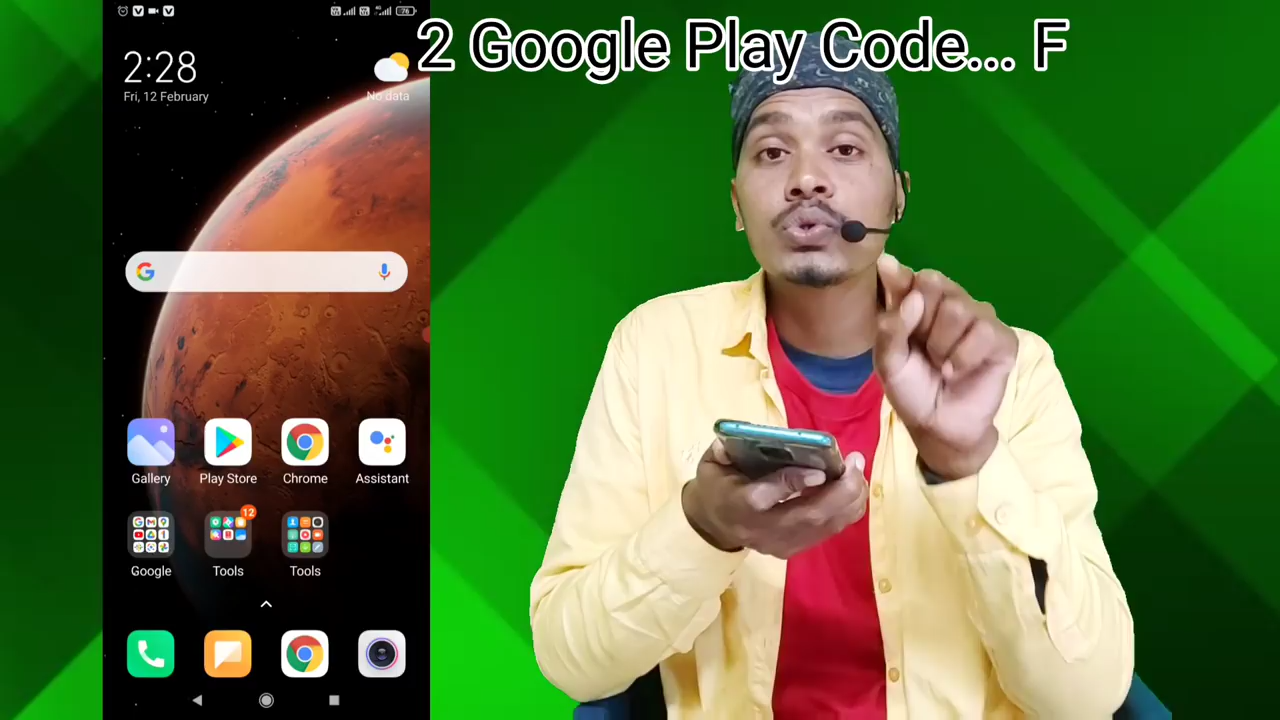 2 Google Play Code... F
76
2:28
Fri, 12 February
No data
Gallery
Play Store
Chrome
Assistant
12
Google
Tools
Tools